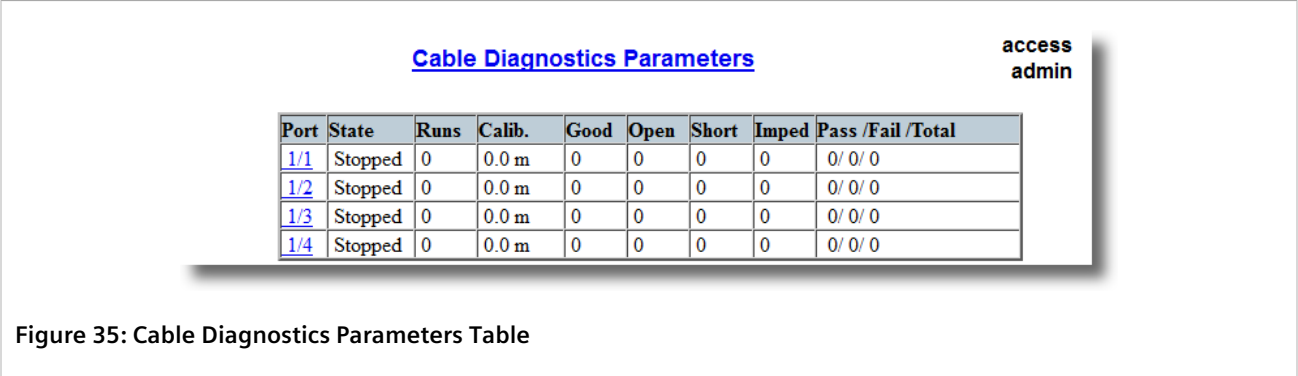 Cable Diagnostics Parameters
access
admin
Port State Runs Calib. Good Open Short Imped Pass /Fail /Total
1/1 Stopped 0 0.0 m 0 0 0 0 0/ 0/ 0
1/2 Stopped 0 0.0 m 0 0 0 0 0/ 0/ 0
1/3 Stopped 0 0.0 m 0 0 0 0 0/ 0/ 0
1/4 Stopped 0 0.0 m 0 0 0 0 0/ 0/ 0
Figure 35: Cable Diagnostics Parameters Table